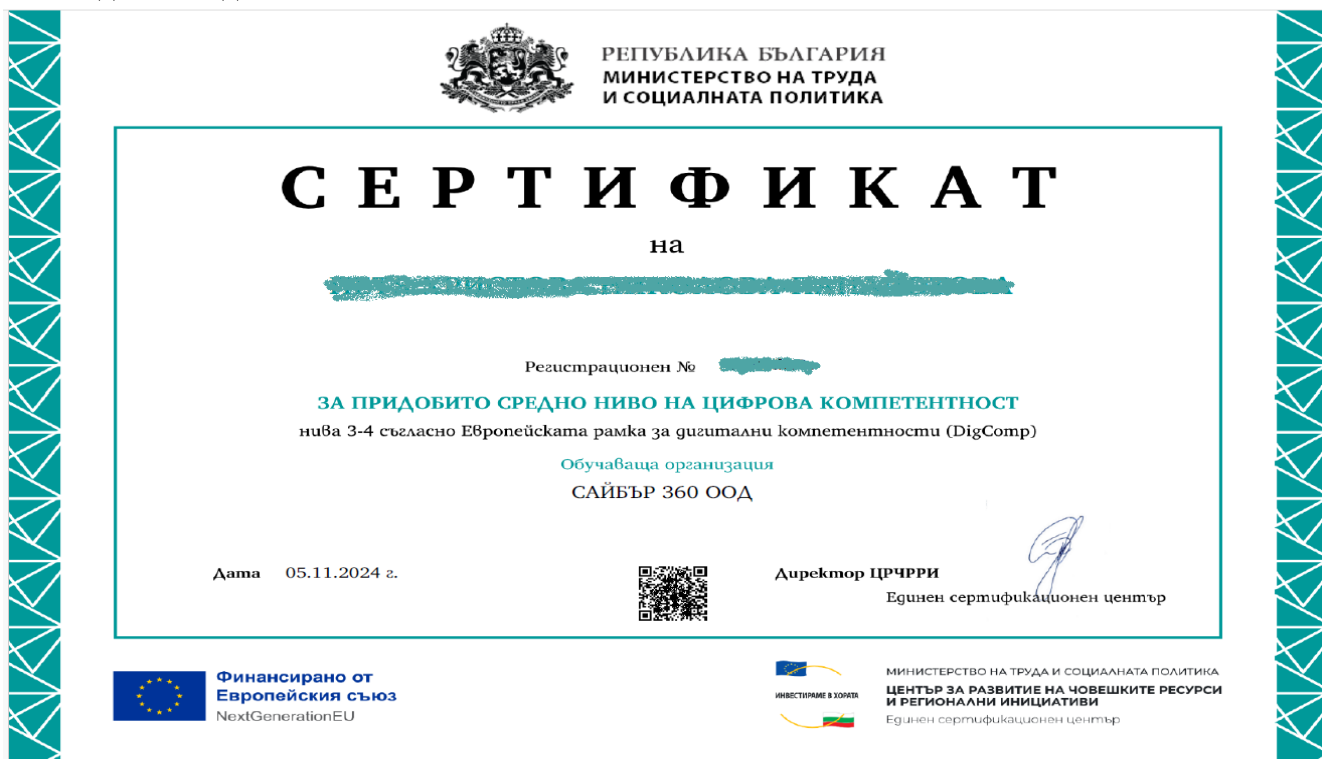 РЕПУБЛИКА БЪЛГАРИЯ
МИНИСТЕРСТВО НА ТРУДА
И СОЦИАЛНАТА ПОЛИТИКА
СЕРТИФИКАТ
на
Регистрационен №
ЗА ПРИДОБИТО СРЕДНО НИВО НА ЦИФРОВА КОМПЕТЕНТНОСТ
нива 3-4 съгласно Европейската рамка за дигитални компетентности (DigComp)
Обучаваща организация
САЙБЪР 360 ООД
Дата 05.11.2024 г.
Директор ЦРЧРРИ
Единен сертификационен център
Финансирано от
Европейския съюз
NextGenerationEU
ИНВЕСТИРАМЕ В ХОРАТА
МИНИСТЕРСТВО НА ТРУДА И СОЦИАЛНАТА ПОЛИТИКА
ЦЕНТЪР ЗА РАЗВИТИЕ НА ЧОВЕШКИТЕ РЕСУРСИ
И РЕГИОНАЛНИ ИНИЦИАТИВИ
Единен сертификационен център